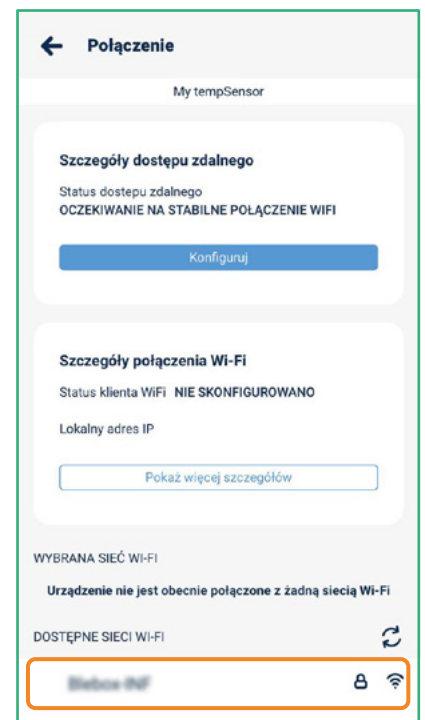 Połączenie
My tempSensor
Szczegóły dostępu zdalnego
Status dostepu zdalnego
OCZEKIWANIE NA STABILNE POŁĄCZENIE WIFI
Konfiguruj
Szczegóły połączenia Wi-Fi
Status klienta WiFi NIE SKONFIGUROWANO
Lokalny adres IP
Pokaż więcej szczegółów
WYBRANA SIEĆ WI-FI
Urządzenie nie jest obecnie połączone z żadną siecią Wi-Fi
DOSTĘPNE SIECI WI-FI